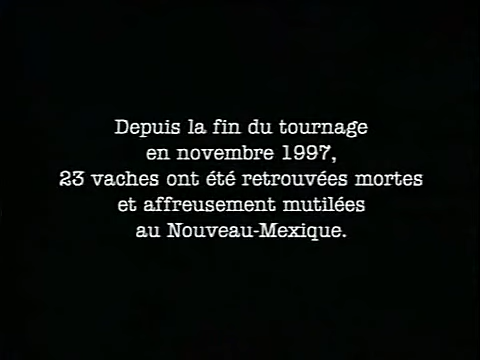 Depuis la fin du tournage
en novembre 1997,
23 vaches ont été retrouvées mortes
et affreusement mutilées
au Nouveau-Mexique.